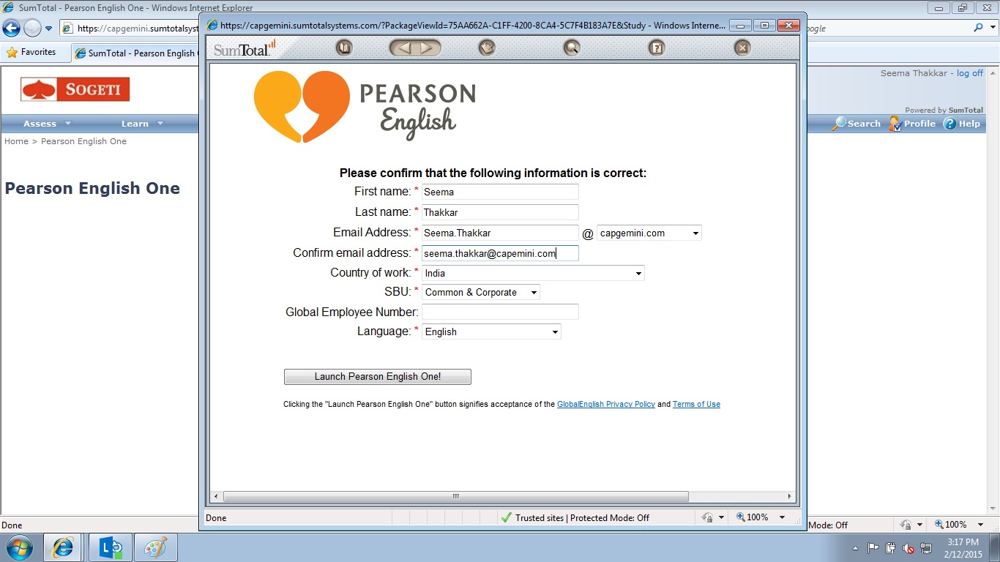 SumTotal - Pearson English One - Windows Internet Explorer
https://capgemini.sumtotalsyst
Favorites
SumTotal - Pearson English
SOGETI
Assess Learn
Home > Pearson English One
Pearson English One
https://capgemini.sumtotalsystems.com/?PackageViewId=75AA662A-C1FF-4200-8CA4-5C7F4B183A7E&Study - Windows Interne...
SumTotal
PEARSON
English
Please confirm that the following information is correct:
First name: * Seema
Last name: * Thakkar
Email Address: * Seema.Thakkar @ capgemini.com
Confirm email address: * seema.thakkar@capemini.com
Country of work: * India
SBU: * Common & Corporate
Global Employee Number:
Language: * English
Launch Pearson English One!
Clicking the "Launch Pearson English One" button signifies acceptance of the GlobalEnglish Privacy Policy and Terms of Use
Done Trusted sites | Protected Mode: Off 100%
Seema Thakkar - log off
Powered by SumTotal
Search Profile Help
Done Mode: Off 100%
3:17 PM
2/12/2015